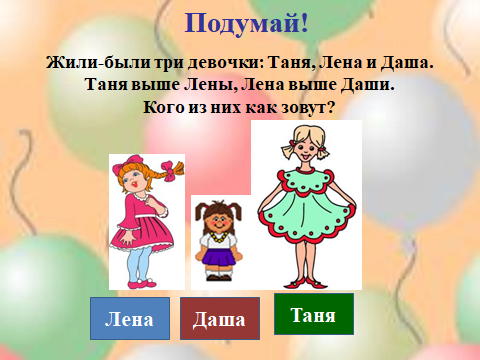 Подумай!
Жили-были три девочки: Таня, Лена и Даша.
Таня выше Лены, Лена выше Даши.
Кого из них как зовут?
Лена
Даша
Таня